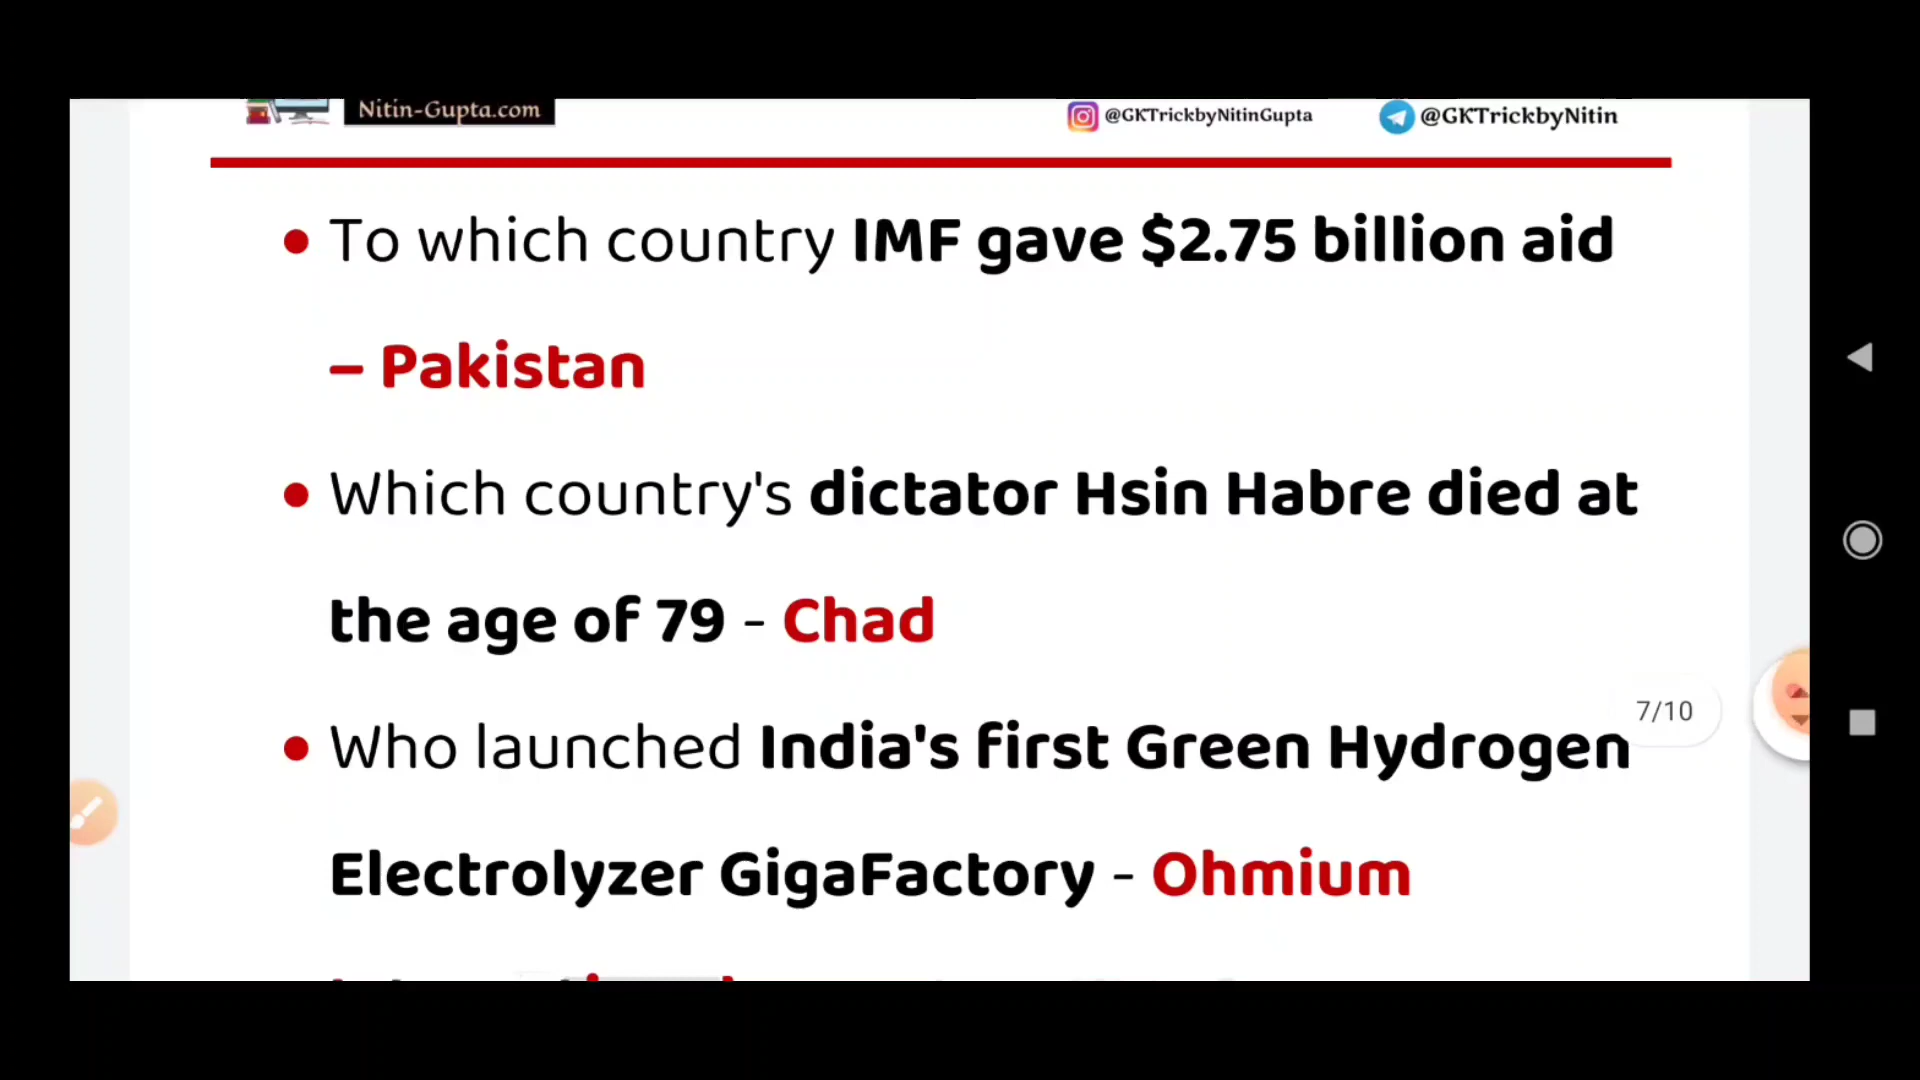 Nitin-Gupta.com
@GKTrickbyNitinGupta
@GKTrickbyNitin
• To which country IMF gave $2.75 billion aid
– Pakistan
• Which country's dictator Hsin Habre died at
the age of 79 - Chad
7/10
• Who launched India's first Green Hydrogen
Electrolyzer GigaFactory - Ohmium